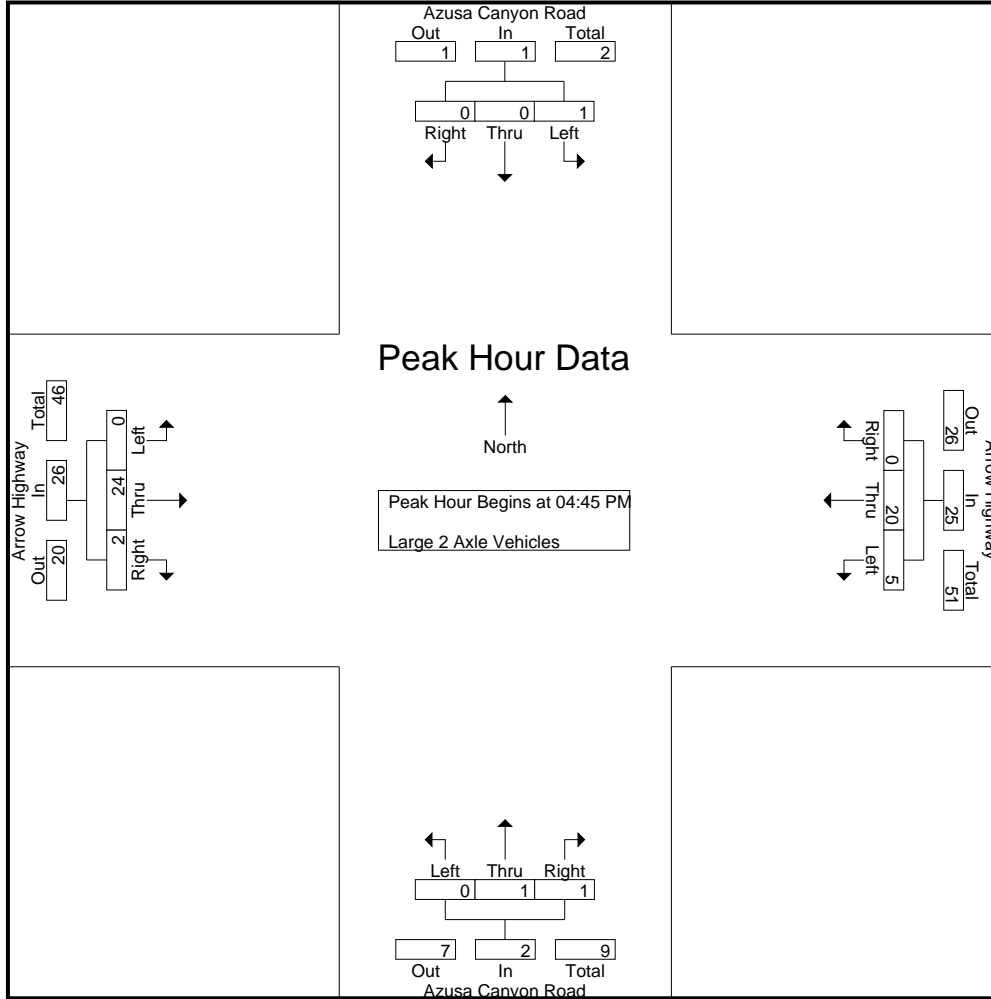 Azusa Canyon Road
Out In Total
1 1 2
0 0 1
Right Thru Left
Peak Hour Data
North
Peak Hour Begins at 04:45 PM
Large 2 Axle Vehicles
Arrow Highway
Total In Out
46 26 20
0 24 2
Left Thru Right
Arrow Highway
Out In Total
26 25 51
0 20 5
Right Thru Left
Left Thru Right
0 1 1
7 2 9
Out In Total
Azusa Canyon Road